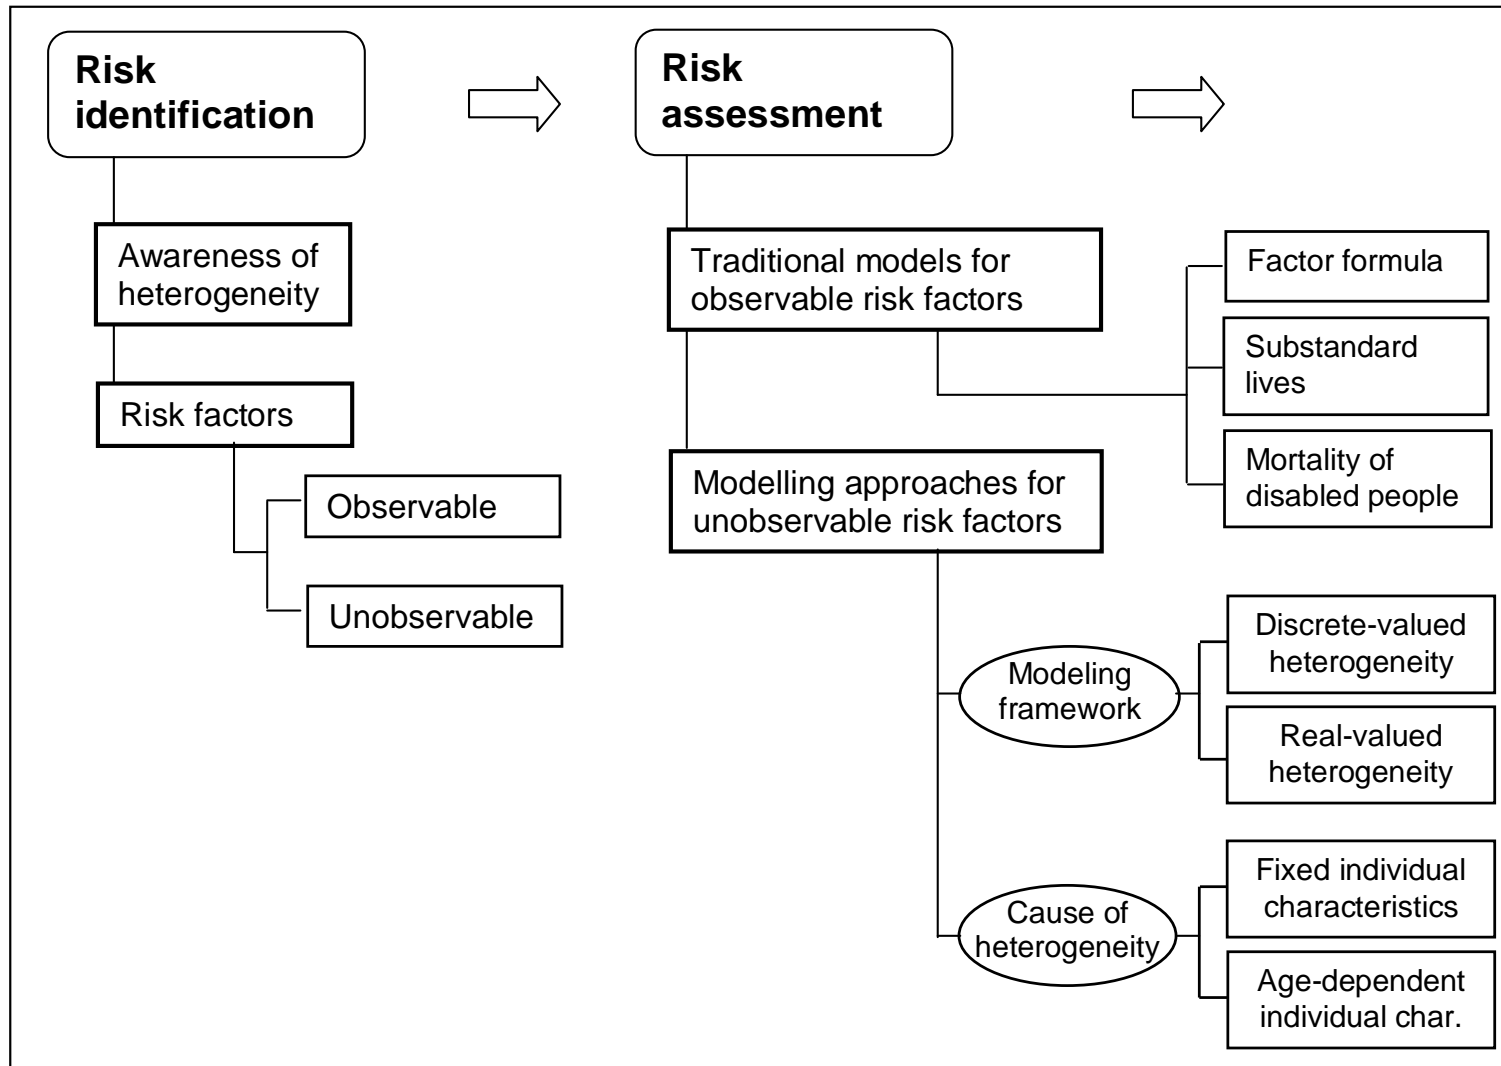 Risk
identification
Awareness of
heterogeneity
Risk factors
Observable
Unobservable
Risk
assessment
Traditional models for
observable risk factors
Factor formula
Substandard
lives
Mortality of
disabled people
Modelling approaches for
unobservable risk factors
Modeling
framework
Discrete-valued
heterogeneity
Real-valued
heterogeneity
Cause of
heterogeneity
Fixed individual
characteristics
Age-dependent
individual char.